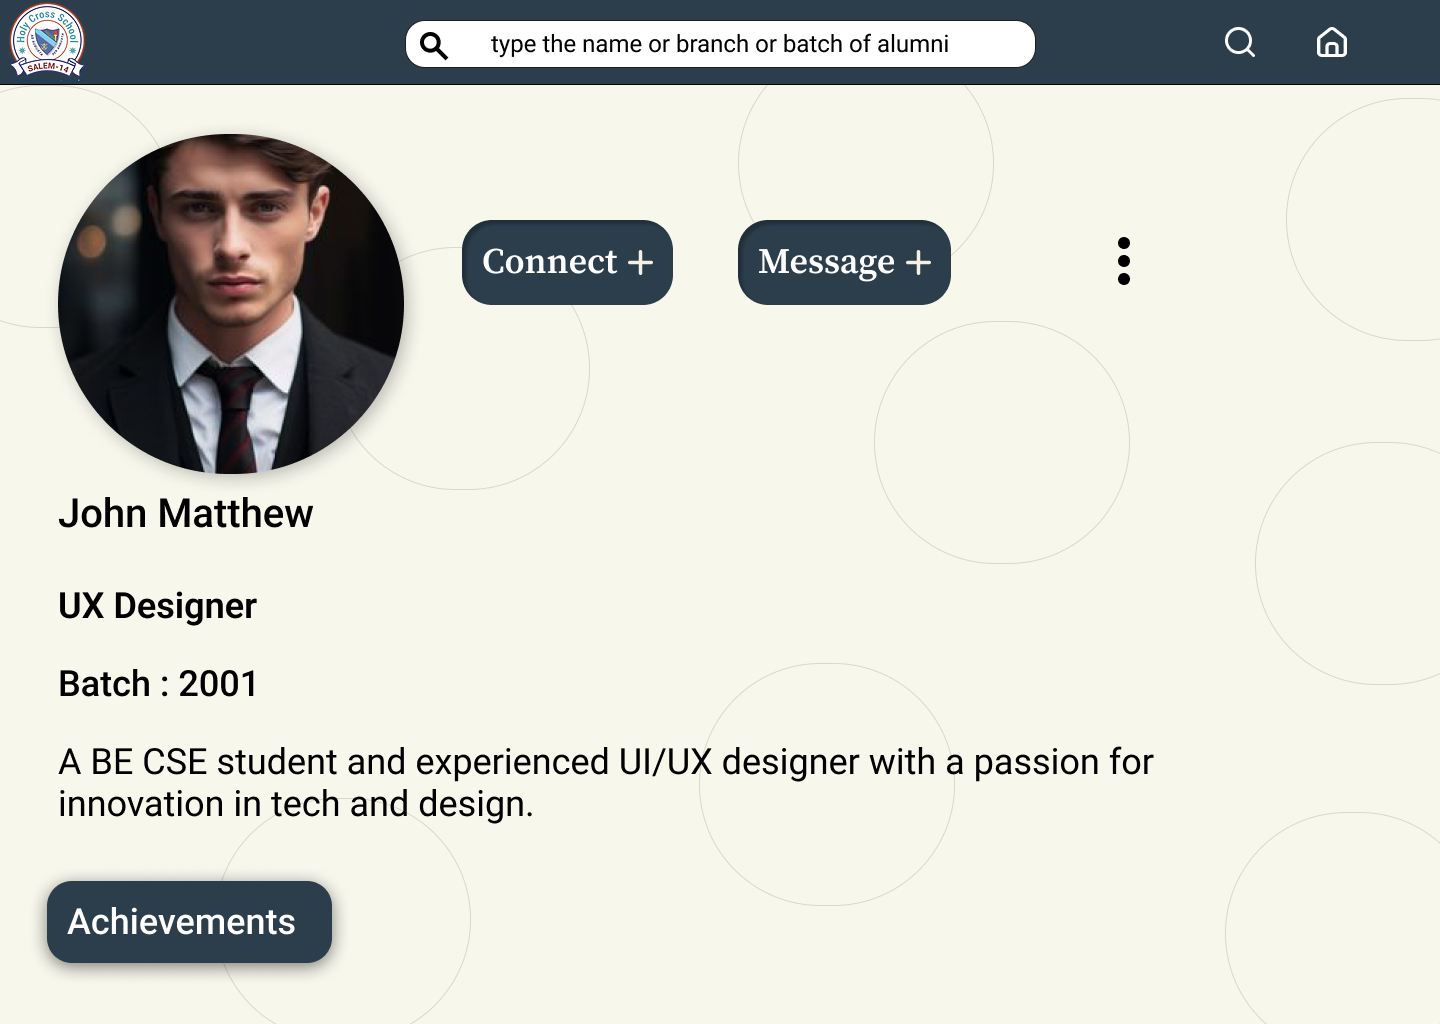 Holy Cross School
SALEM-14
type the name or branch or batch of alumni
Connect +
Message +
John Matthew
UX Designer
Batch : 2001
A BE CSE student and experienced UI/UX designer with a passion for
innovation in tech and design.
Achievements